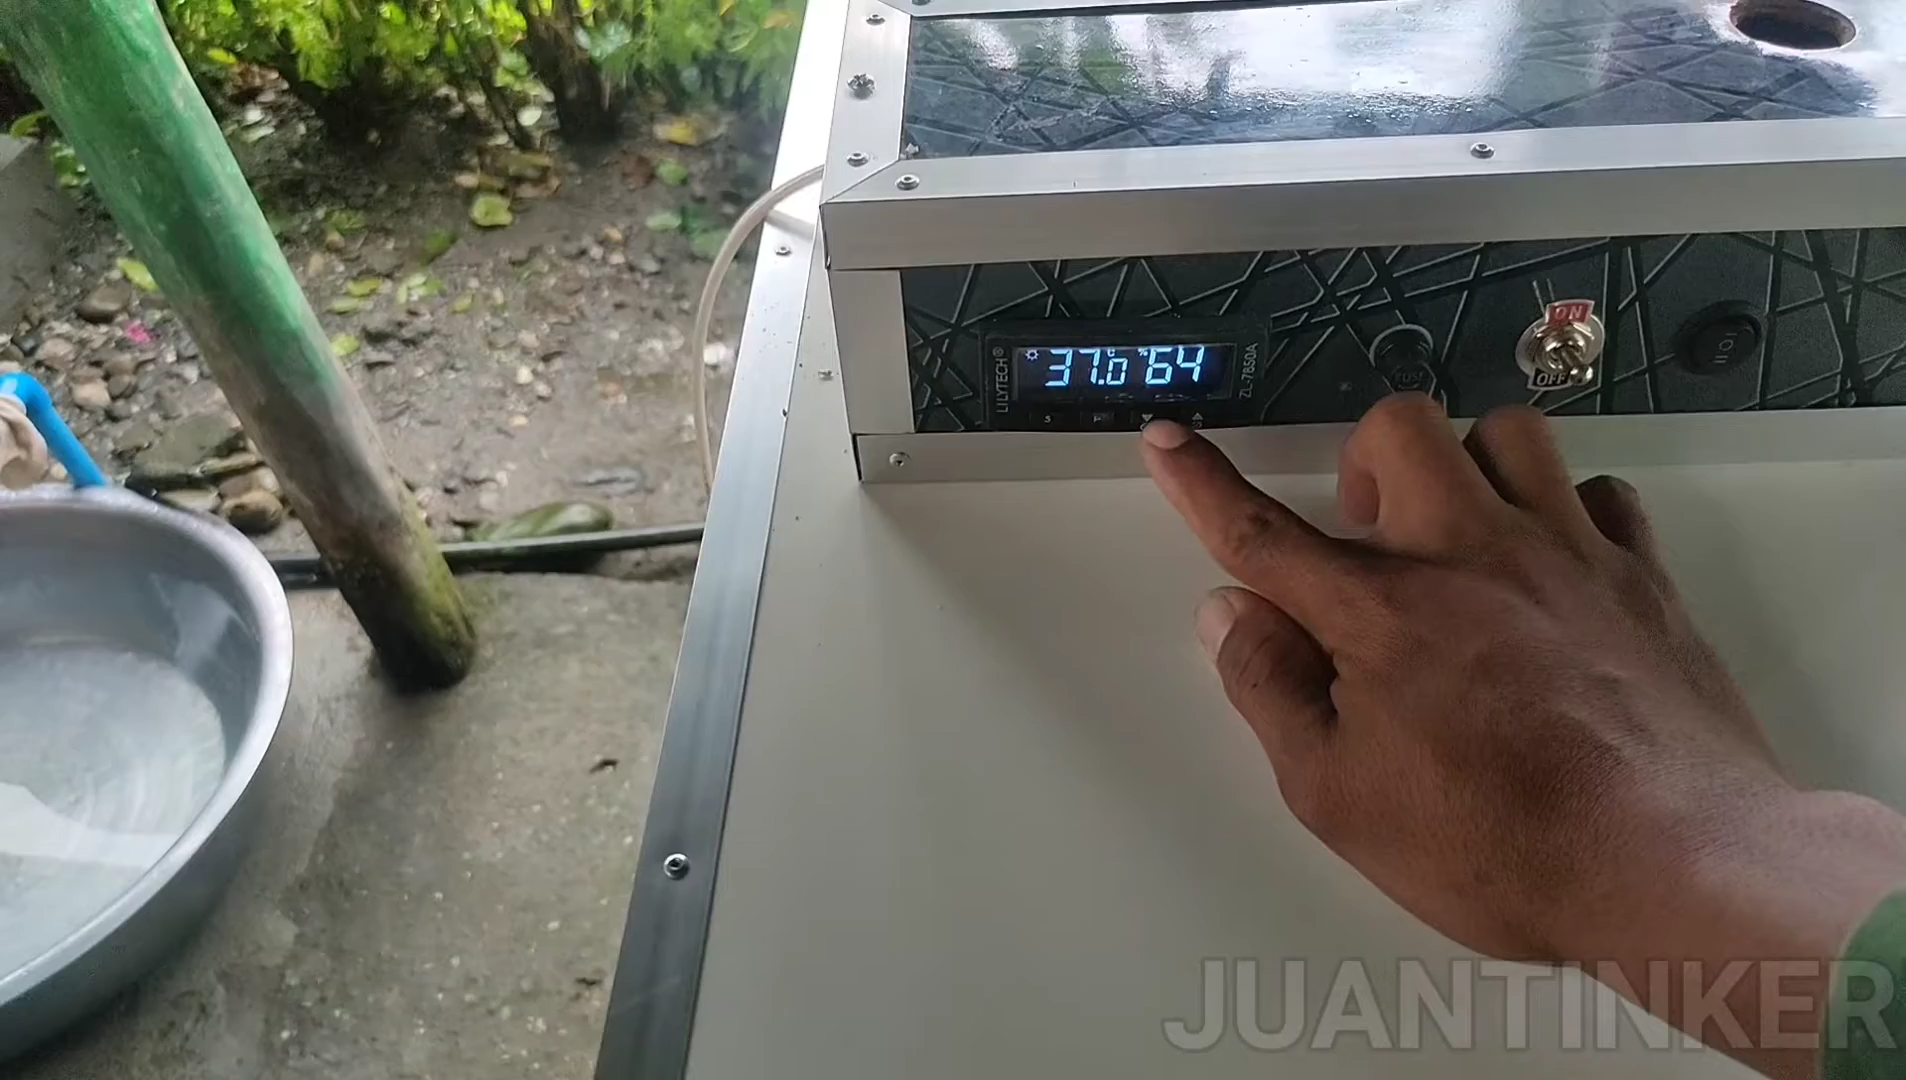 LILYTECH®
37.0 °C % 64
ZL-7850A
S P
FUSE
ON
OFF
JUANTINKER